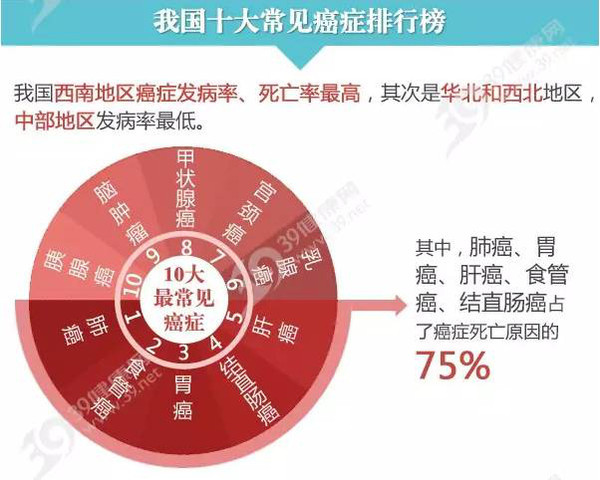 我国十大常见癌症排行榜
我国西南地区癌症发病率、死亡率最高，其次是华北和西北地区，
中部地区发病率最低。
10大
最常见
癌症
1
肺癌
2
食管癌
3
胃癌
4
结直肠癌
5
肝癌
6
乳腺癌
7
宫颈癌
8
甲状腺癌
9
脑肿瘤
10
胰腺癌
其中，肺癌、胃
癌、肝癌、食管
癌、结直肠癌占
了癌症死亡原因的
75%
39健康网
www.39.net